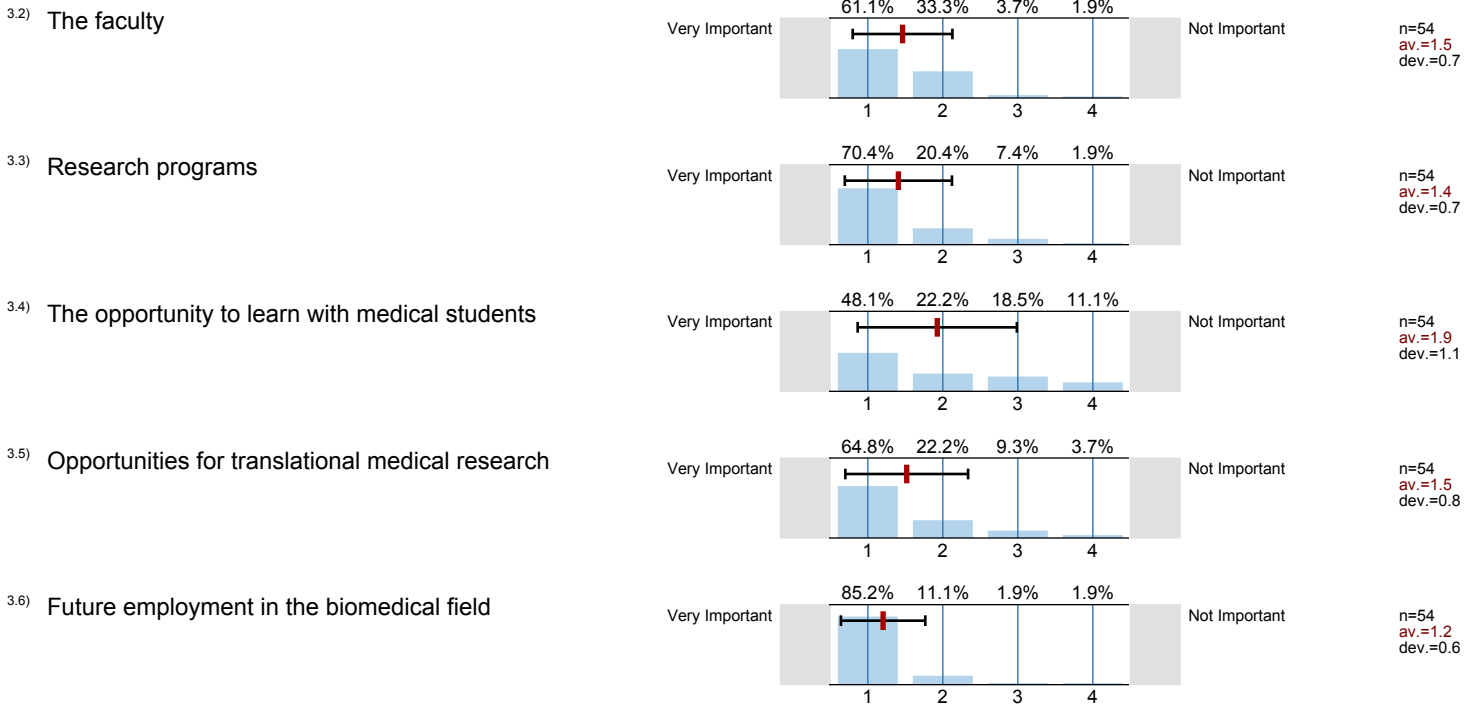 3.2) The faculty
Very Important
61.1% 33.3% 3.7% 1.9%
1 2 3 4
Not Important
n=54
av.=1.5
dev.=0.7
3.3) Research programs
Very Important
70.4% 20.4% 7.4% 1.9%
1 2 3 4
Not Important
n=54
av.=1.4
dev.=0.7
3.4) The opportunity to learn with medical students
Very Important
48.1% 22.2% 18.5% 11.1%
1 2 3 4
Not Important
n=54
av.=1.9
dev.=1.1
3.5) Opportunities for translational medical research
Very Important
64.8% 22.2% 9.3% 3.7%
1 2 3 4
Not Important
n=54
av.=1.5
dev.=0.8
3.6) Future employment in the biomedical field
Very Important
85.2% 11.1% 1.9% 1.9%
1 2 3 4
Not Important
n=54
av.=1.2
dev.=0.6